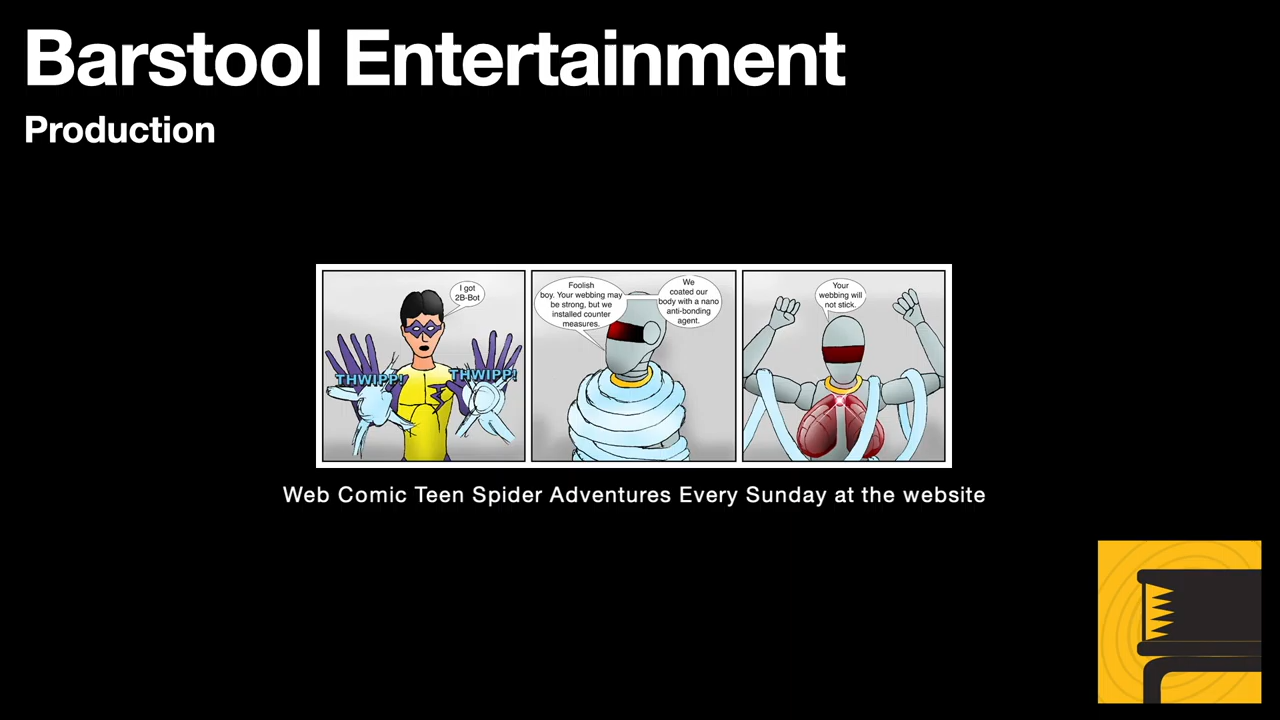 Barstool Entertainment
Production
I got
2B-Bot
THWIPP!
THWIPP!
Foolish
boy. Your webbing may
be strong, but we
installed counter
measures.
We
coated our
body with a nano
anti-bonding
agent.
Your
webbing will
not stick.
Web Comic Teen Spider Adventures Every Sunday at the website